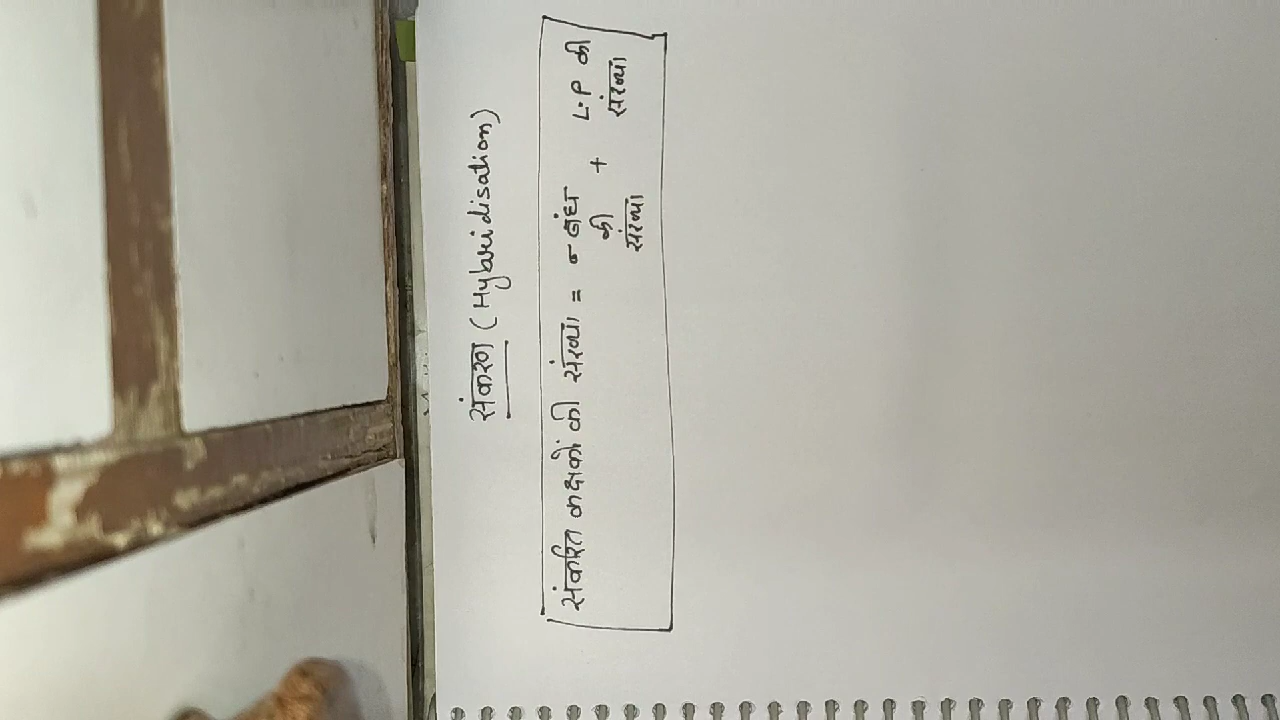 संकरण (Hybridisation)
संकरित कक्षकों की संख्या = σ बंध + L.P की
की संख्या
संख्या